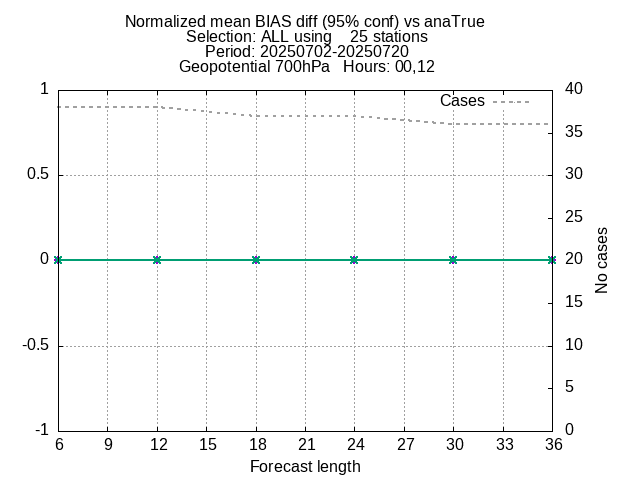 Normalized mean BIAS diff (95% conf) vs anaTrue
Selection: ALL using    25 stations
Period: 20250702-20250720
Geopotential 700hPa   Hours: 00,12
Cases
1
0.5
0
-0.5
-1
40
35
30
25
20
15
10
5
0
No cases
6 9 12 15 18 21 24 27 30 33 36
Forecast length